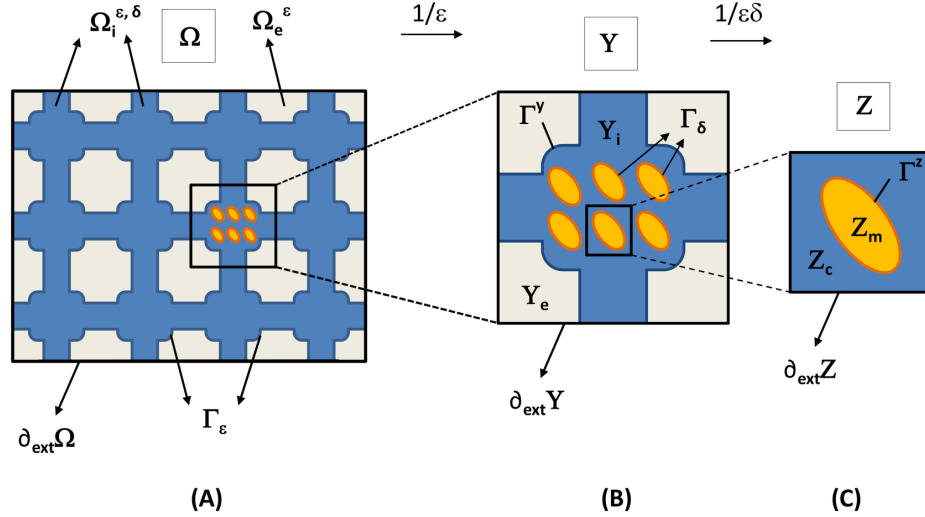 Ω_i^{ε, δ}
Ω
Ω_e^ε
1/ε
Y
1/εδ
Z
Γ^y
Y_i
Γ_δ
Y_e
Γ^z
Z_m
Z_c
∂_ext Ω
Γ_ε
∂_ext Y
∂_ext Z
(A)
(B)
(C)